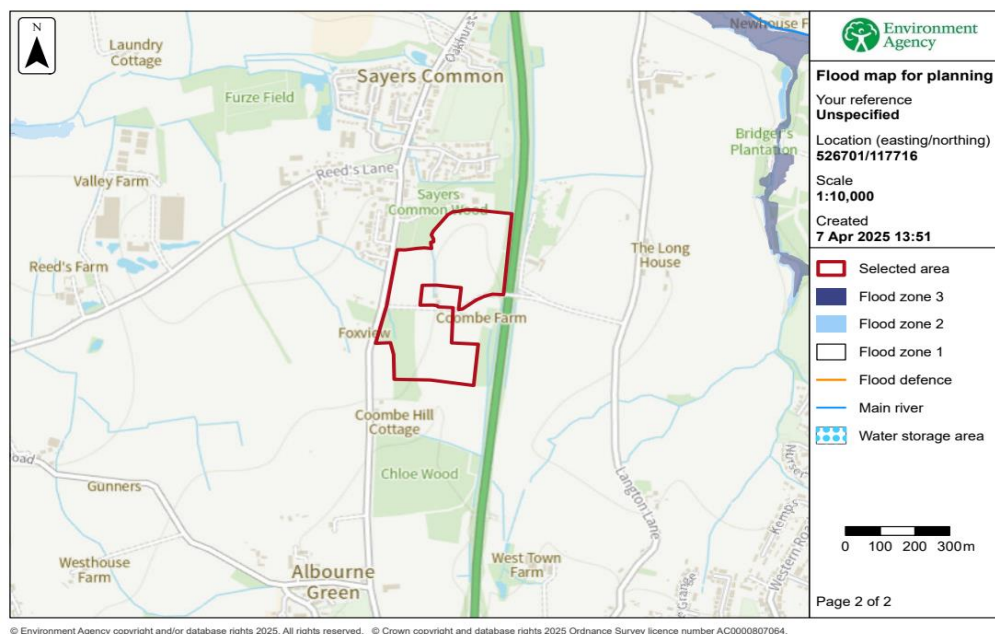 N
Laundry
Cottage
Oakhurst
Newhouse F
Sayers Common
Furze Field
Bridger's
Plantation
Valley Farm
Reed's Lane
Sayers
Common Wood
The Long
House
Reed's Farm
Coombe Farm
Foxview
Coombe Hill
Cottage
Chloe Wood
oad
Gunners
Langton Lane
Westhouse
Farm
Albourne
Green
West Town
Farm
Kemps
Western Roa
Environment
Agency
Flood map for planning
Your reference
Unspecified
Location (easting/northing)
526701/117716
Scale
1:10,000
Created
7 Apr 2025 13:51
Selected area
Flood zone 3
Flood zone 2
Flood zone 1
Flood defence
Main river
Water storage area
0 100 200 300m
Page 2 of 2
© Environment Agency copyright and/or database rights 2025. All rights reserved. © Crown copyright and database rights 2025 Ordnance Survey licence number AC0000807064.